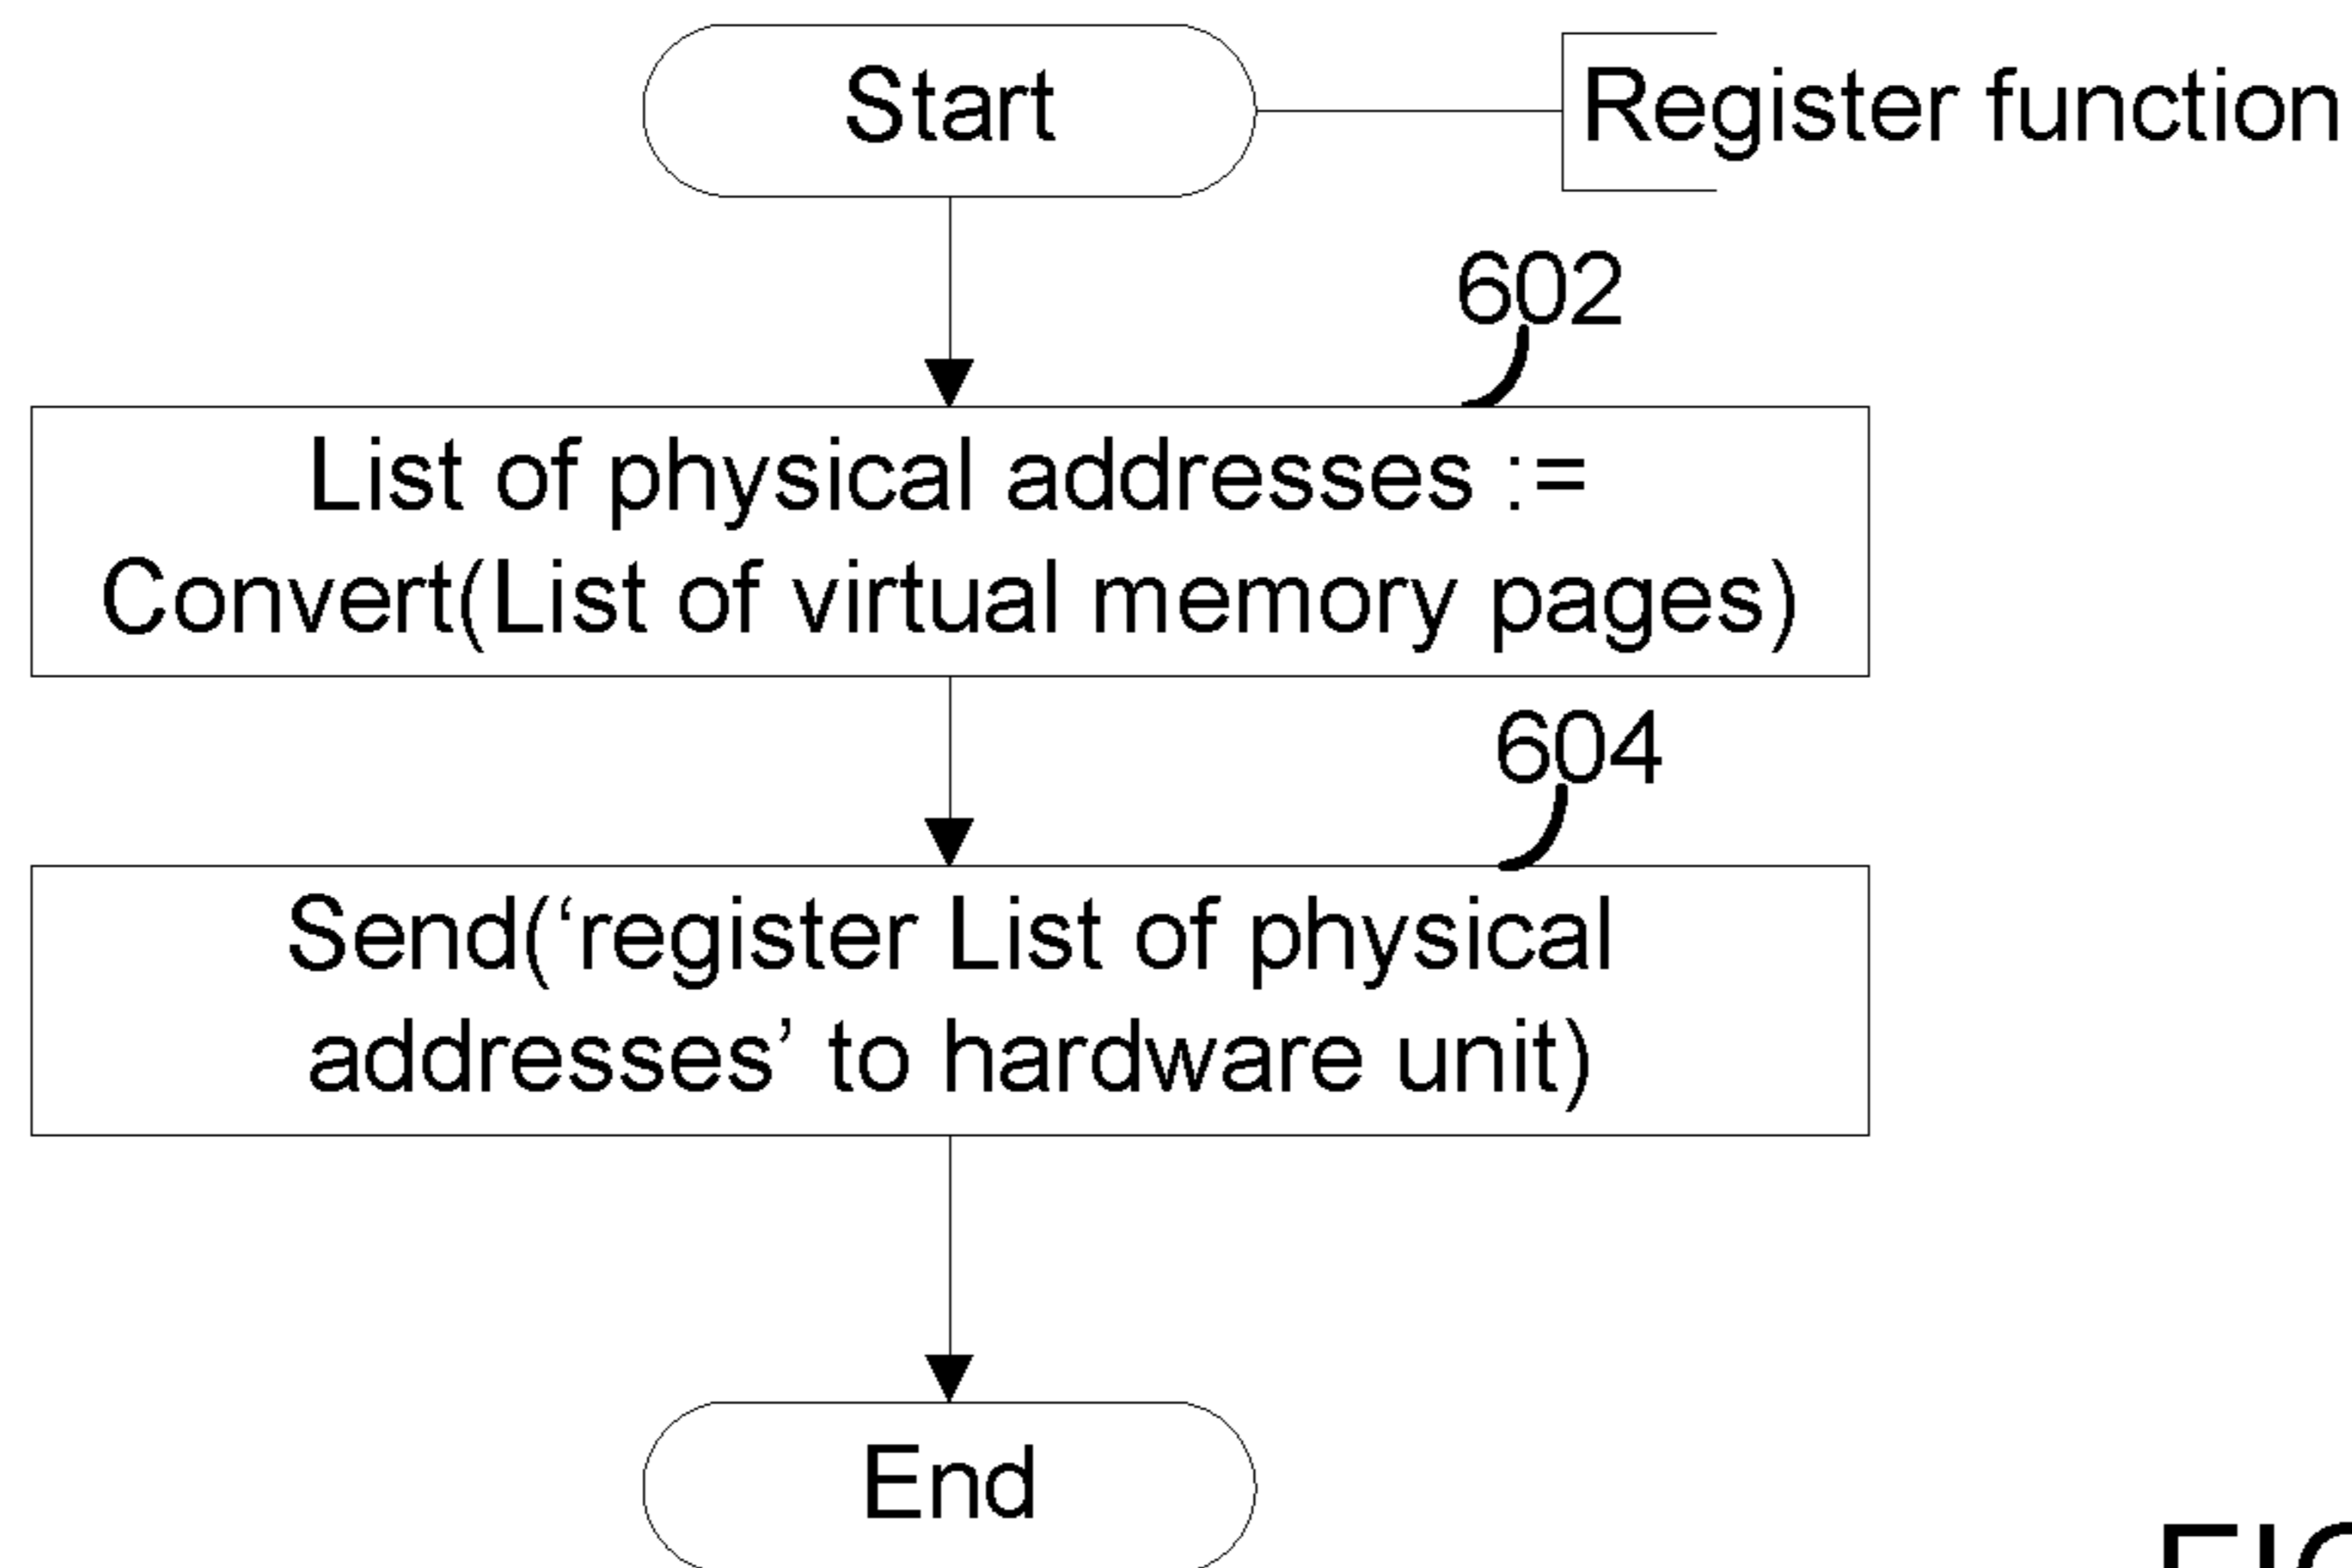 Start
Register function
602
List of physical addresses :=
Convert(List of virtual memory pages)
604
Send(‘register List of physical
addresses’ to hardware unit)
End